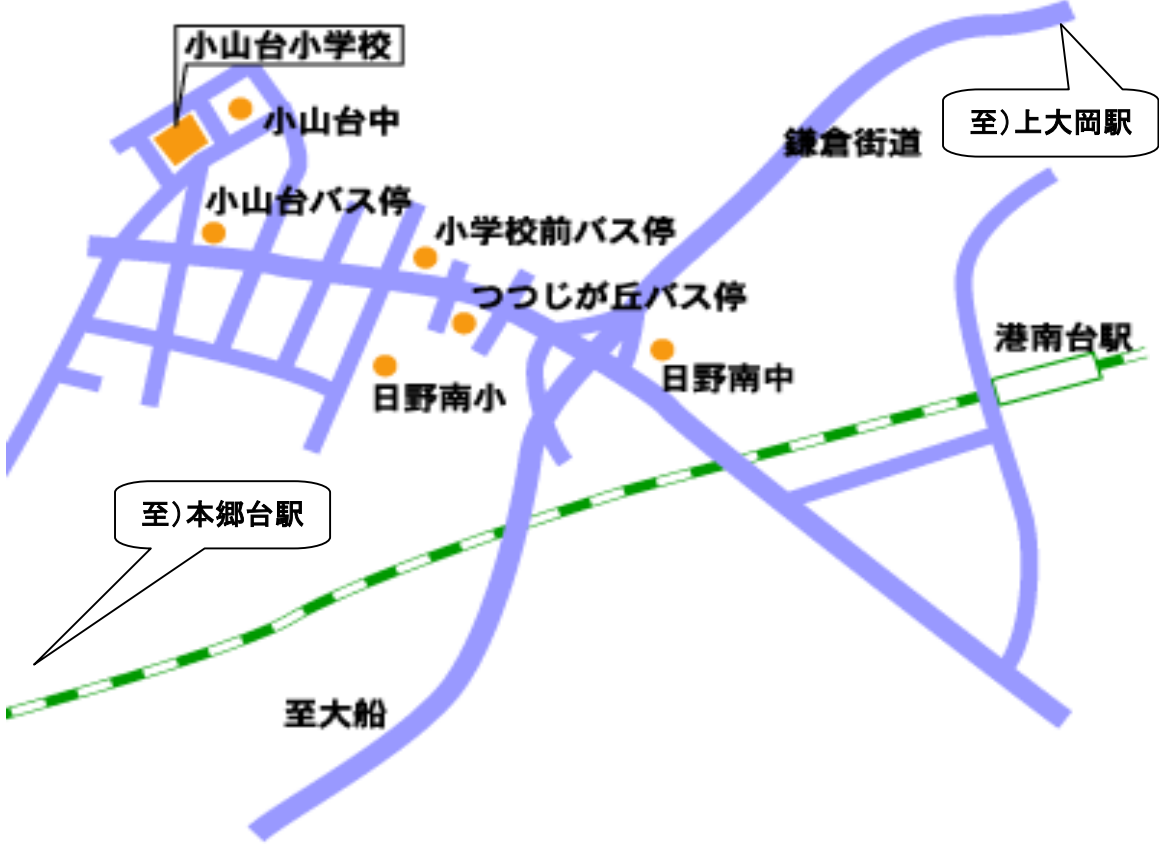 小山台小学校
小山台中
至）上大岡駅
鎌倉街道
小山台バス停
小学校前バス停
つつじが丘バス停
港南台駅
日野南中
日野南小
至）本郷台駅
至大船